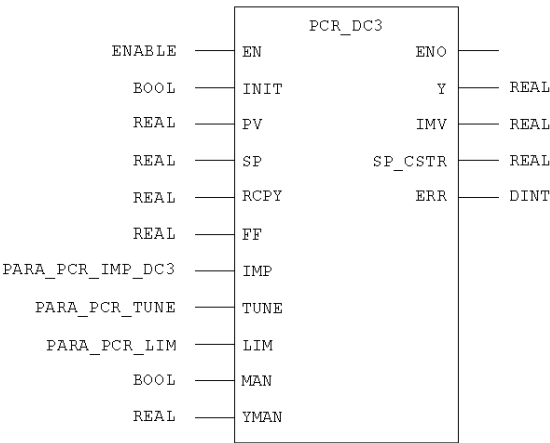 PCR_DC3
ENABLE EN ENO
BOOL INIT Y REAL
REAL PV IMV REAL
REAL SP SP_CSTR REAL
REAL RCPY ERR DINT
REAL FF
PARA_PCR_IMP_DC3 IMP
PARA_PCR_TUNE TUNE
PARA_PCR_LIM LIM
BOOL MAN
REAL YMAN